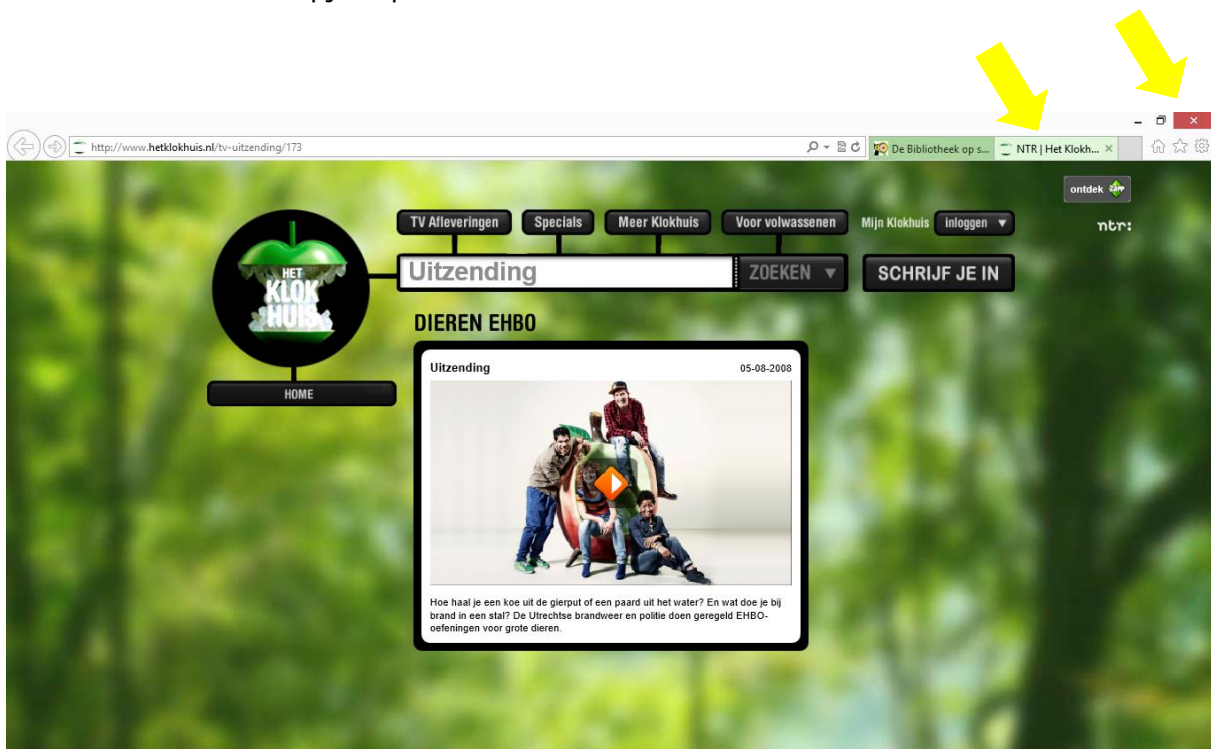 http://www.hetklokhuis.nl/tv-uitzending/173
De Bibliotheek op s...
NTR | Het Klokh...
ontdek zapp
TV Afleveringen
Specials
Meer Klokhuis
Voor volwassenen
Mijn Klokhuis
inloggen
ntr:
HET
KLOK
HUIS
Uitzending
ZOEKEN
SCHRIJF JE IN
HOME
DIEREN EHBO
Uitzending
05-08-2008
Hoe haal je een koe uit de gierput of een paard uit het water? En wat doe je bij
brand in een stal? De Utrechtse brandweer en politie doen geregeld EHBO-
oefeningen voor grote dieren.